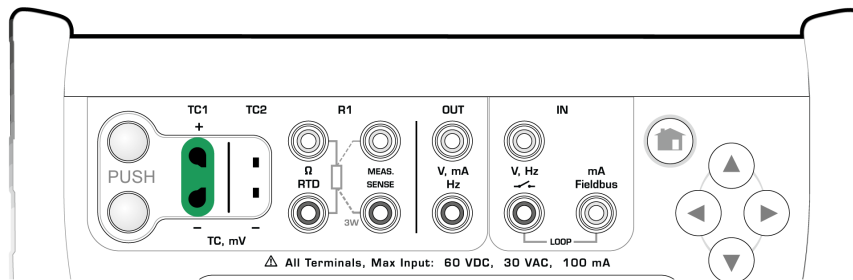 TC1 TC2 R1 OUT IN
+
PUSH
Ω MEAS. V, mA V, Hz mA
RTD SENSE Hz Fieldbus
3W
− −
TC, mV
LOOP
⚠ All Terminals, Max Input: 60 VDC, 30 VAC, 100 mA